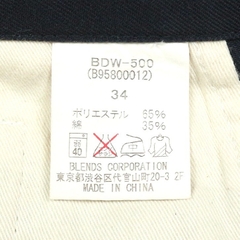 BDW-500
(B95800012)
34
ポリエステル 65%
綿 35%
40
BLENDS CORPORATION
東京都渋谷区代官山町20-3 2F
MADE IN CHINA